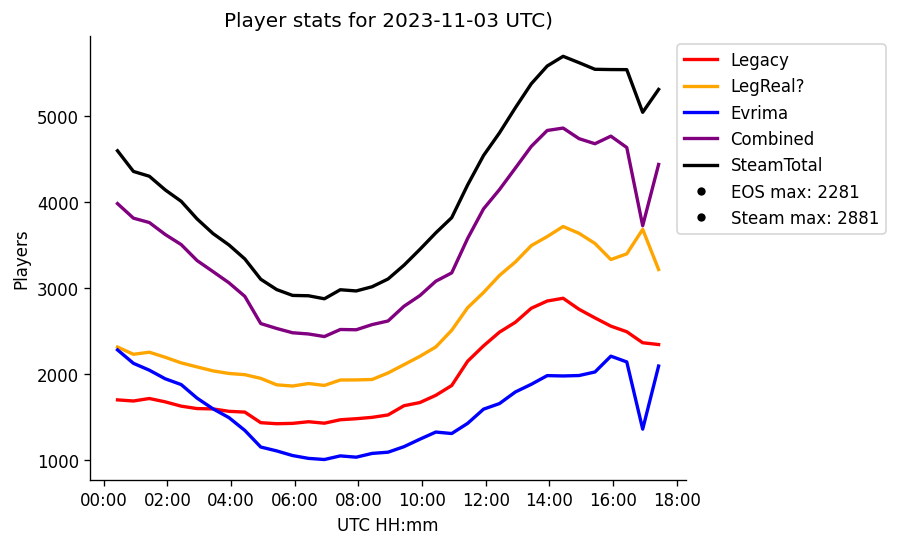 Player stats for 2023-11-03 UTC)
Legacy
LegReal?
Evrima
Combined
SteamTotal
EOS max: 2281
Steam max: 2881
Players
5000
4000
3000
2000
1000
00:00 02:00 04:00 06:00 08:00 10:00 12:00 14:00 16:00 18:00
UTC HH:mm